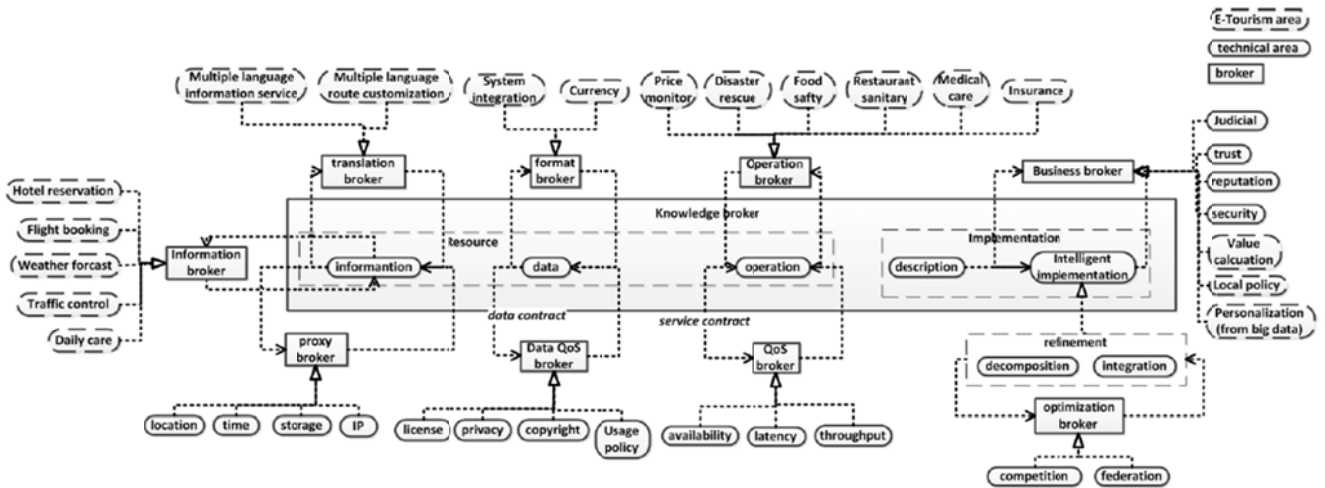 E-Tourism area
technical area
broker
Multiple language
information service
Multiple language
route customization
System
integration
Currency
Price
monitor
Disaster
rescue
Food
safty
Restaurant
sanitary
Medical
care
Insurance
Judicial
trust
reputation
security
Value
calcuation
Local policy
Personalization
(from big data)
translation
broker
format
broker
Operation
broker
Business broker
Hotel reservation
Flight booking
Weather forcast
Traffic control
Daily care
Information
broker
Knowledge broker
Resource
informantion
data
operation
Implementation
description
Intelligent
implementation
data contract
service contract
proxy
broker
Data QoS
broker
QoS
broker
refinement
decomposition
integration
optimization
broker
location
time
storage
IP
license
privacy
copyright
Usage
policy
availability
latency
throughput
competition
federation